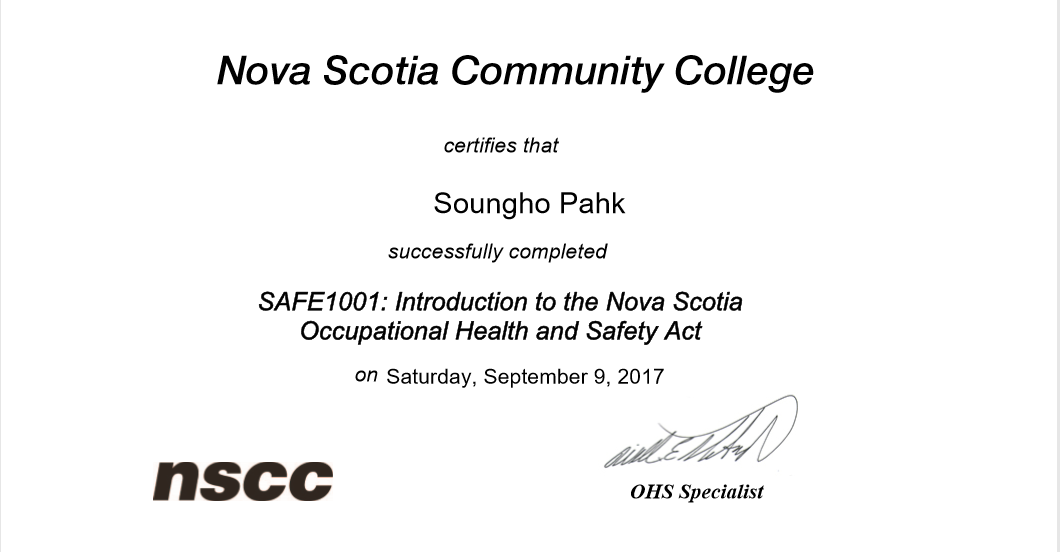 Nova Scotia Community College
certifies that
Soungho Pahk
successfully completed
SAFE1001: Introduction to the Nova Scotia
Occupational Health and Safety Act
on Saturday, September 9, 2017
nscc
OHS Specialist